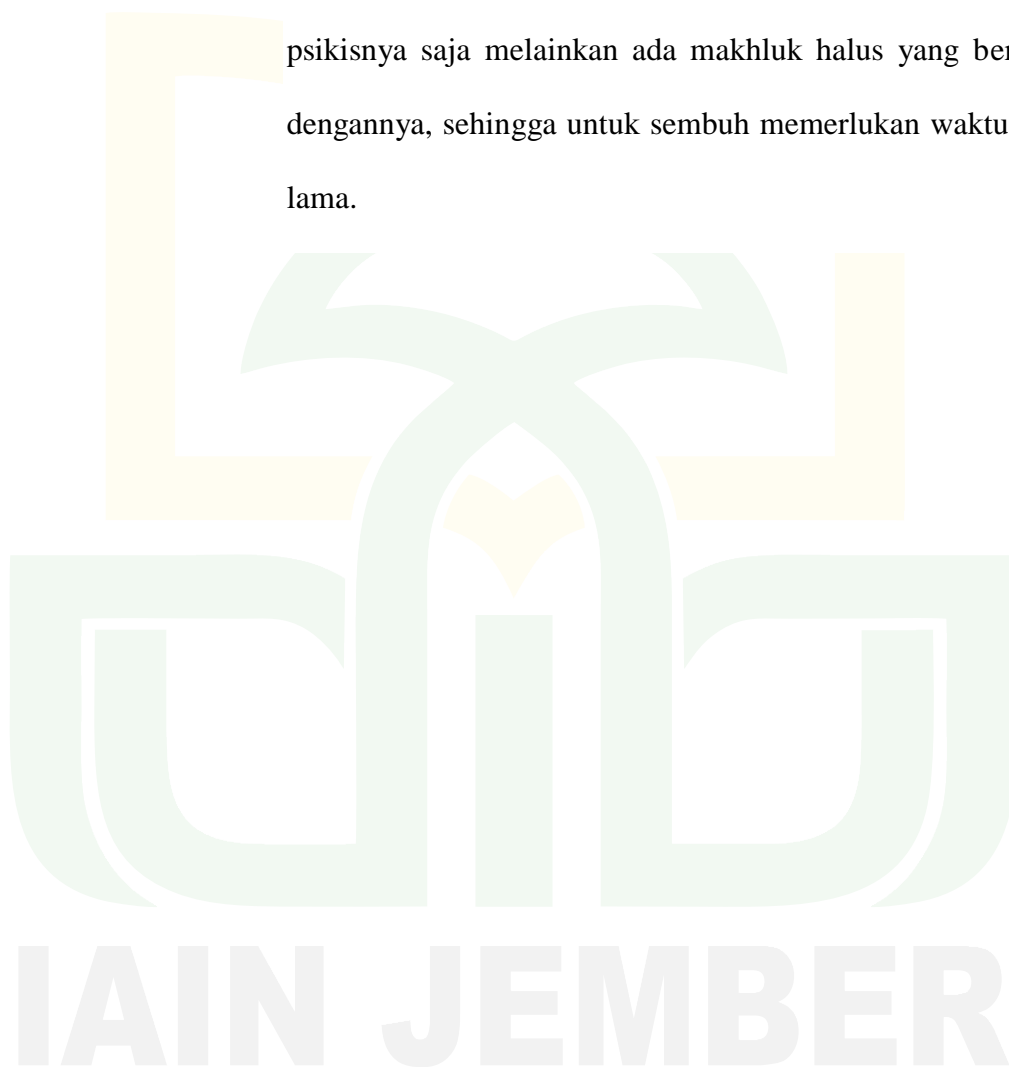 psikisnya saja melainkan ada makhluk halus yang
dengannya, sehingga untuk sembuh memerlukan waktu
lama.
IAIN JEMBER